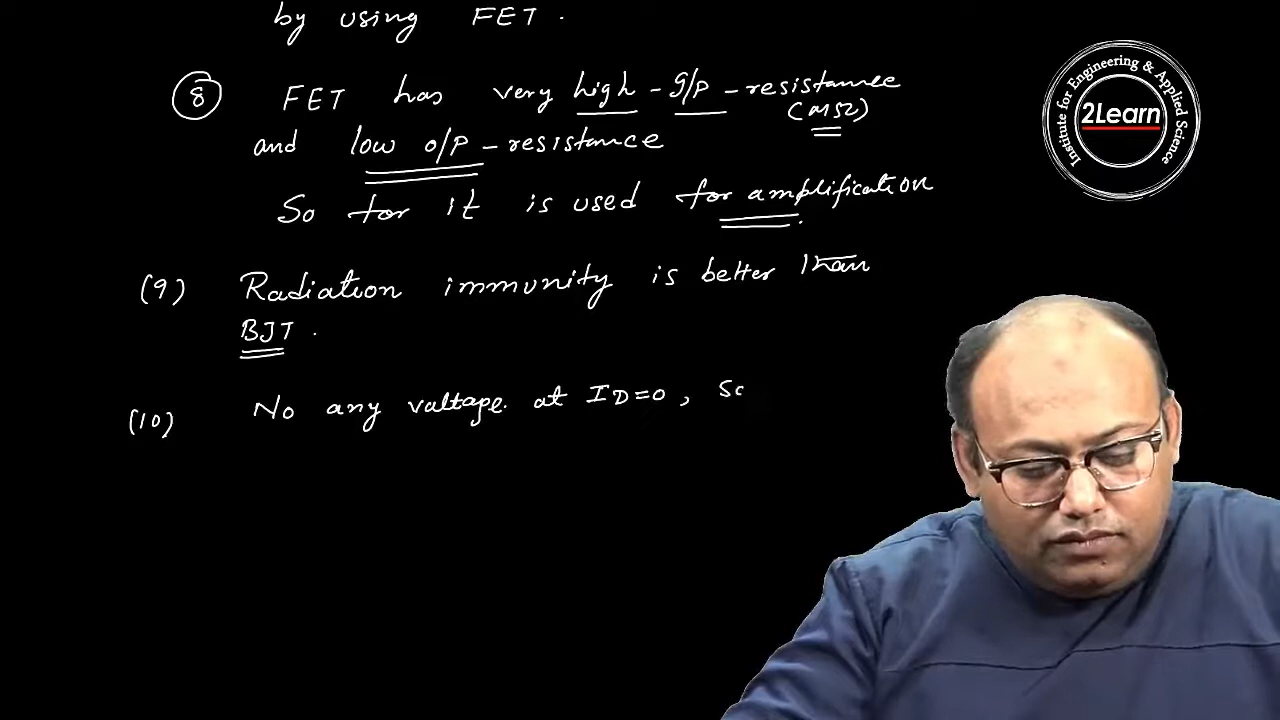 by using FET.
(8) FET has very high-I/P-resistance
(MΩ)
and low O/P-resistance
So for it is used for amplification.
(9) Radiation immunity is better than
BJT.
(10) No any valtage. at ID=0, So
Institute for Engineering & Applied Science
2Learn